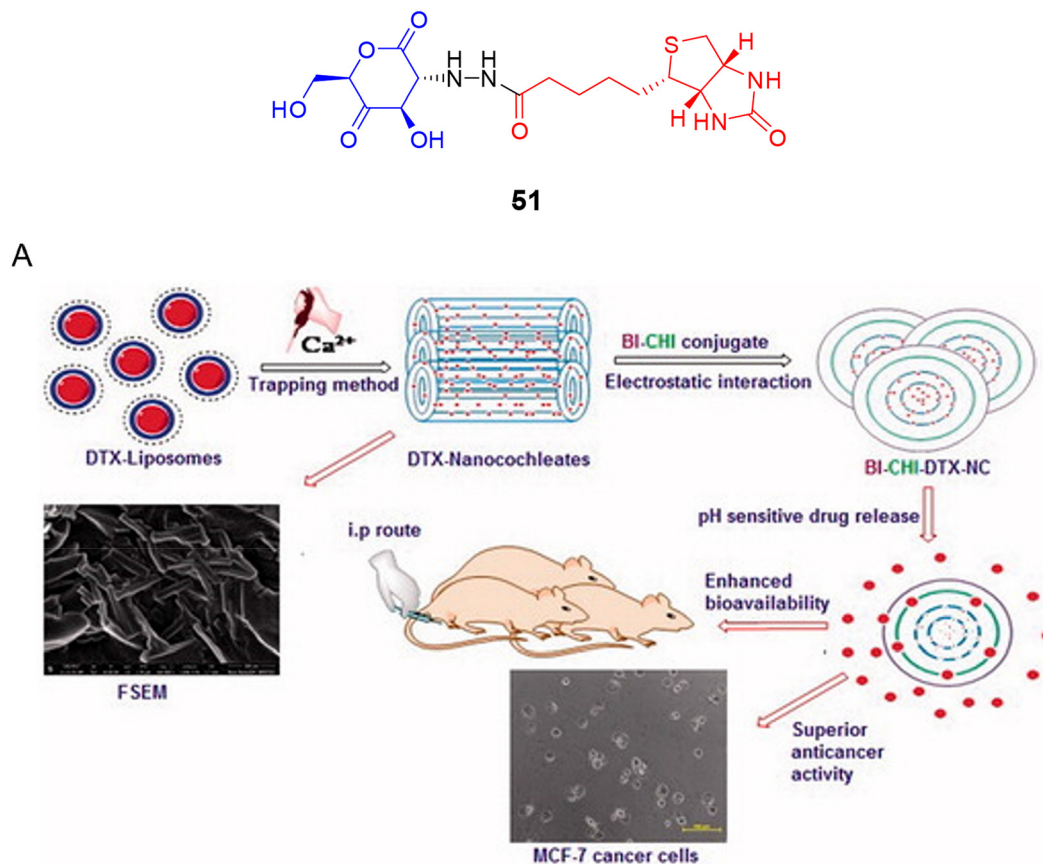 O
O
H
N
N
H
S
H
NH
HO
O
OH
O
H
HN
O
51
A
Ca²⁺
Trapping method
BI-CHI conjugate
Electrostatic interaction
DTX-Liposomes
DTX-Nanocochleates
BI-CHI-DTX-NC
pH sensitive drug release
i.p route
Enhanced
bioavailability
FSEM
Superior
anticancer
activity
MCF-7 cancer cells